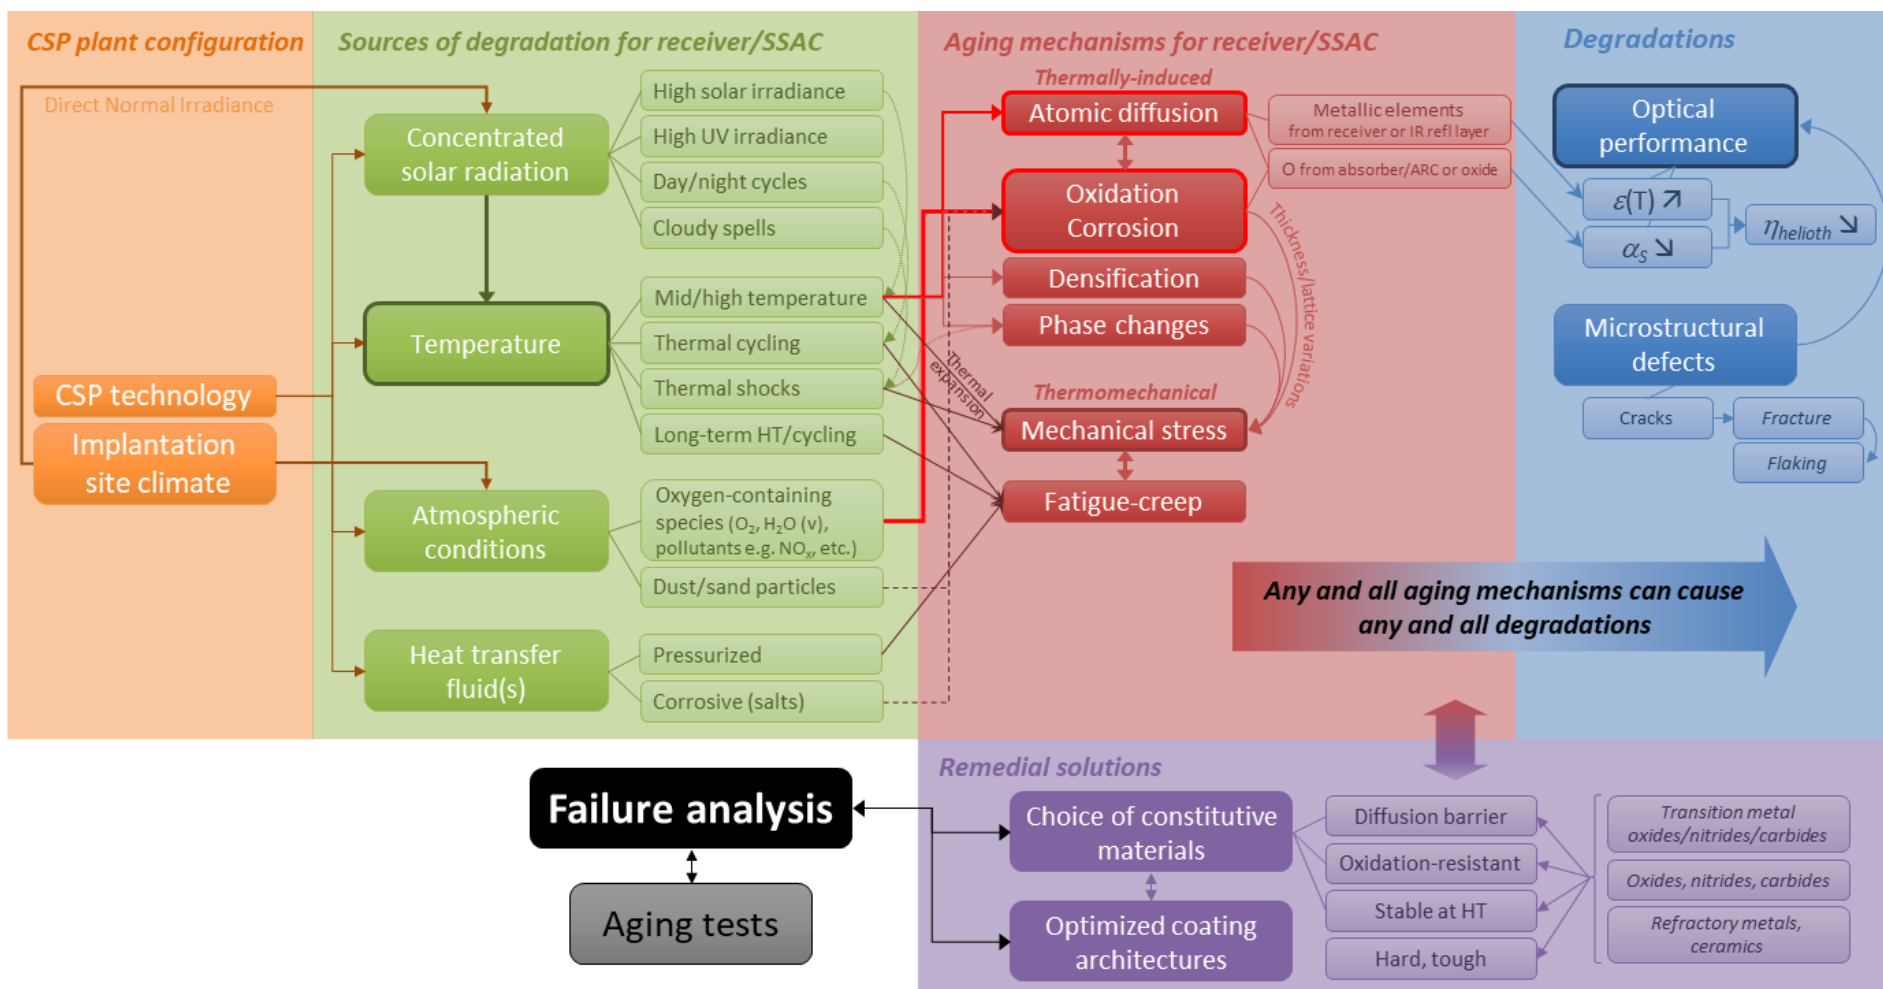 CSP plant configuration
Direct Normal Irradiance
CSP technology
Implantation
site climate
Sources of degradation for receiver/SSAC
Concentrated
solar radiation
High solar irradiance
High UV irradiance
Day/night cycles
Cloudy spells
Temperature
Mid/high temperature
Thermal cycling
Thermal shocks
Long-term HT/cycling
Atmospheric
conditions
Oxygen-containing
species (O₂, H₂O (v),
pollutants e.g. NOₓ, etc.)
Dust/sand particles
Heat transfer
fluid(s)
Pressurized
Corrosive (salts)
Aging mechanisms for receiver/SSAC
Thermally-induced
Atomic diffusion
Metallic elements
from receiver or IR refl layer
O from absorber/ARC or oxide
Oxidation
Corrosion
Densification
Phase changes
Thickness/lattice variations
Thermal
expansion
Thermomechanical
Mechanical stress
Fatigue-creep
Degradations
Optical
performance
ε(T) ↗
α_S ↘
η_helioth ↘
Microstructural
defects
Cracks
Fracture
Flaking
Any and all aging mechanisms can cause
any and all degradations
Remedial solutions
Choice of constitutive
materials
Optimized coating
architectures
Diffusion barrier
Oxidation-resistant
Stable at HT
Hard, tough
Transition metal
oxides/nitrides/carbides
Oxides, nitrides, carbides
Refractory metals,
ceramics
Failure analysis
Aging tests